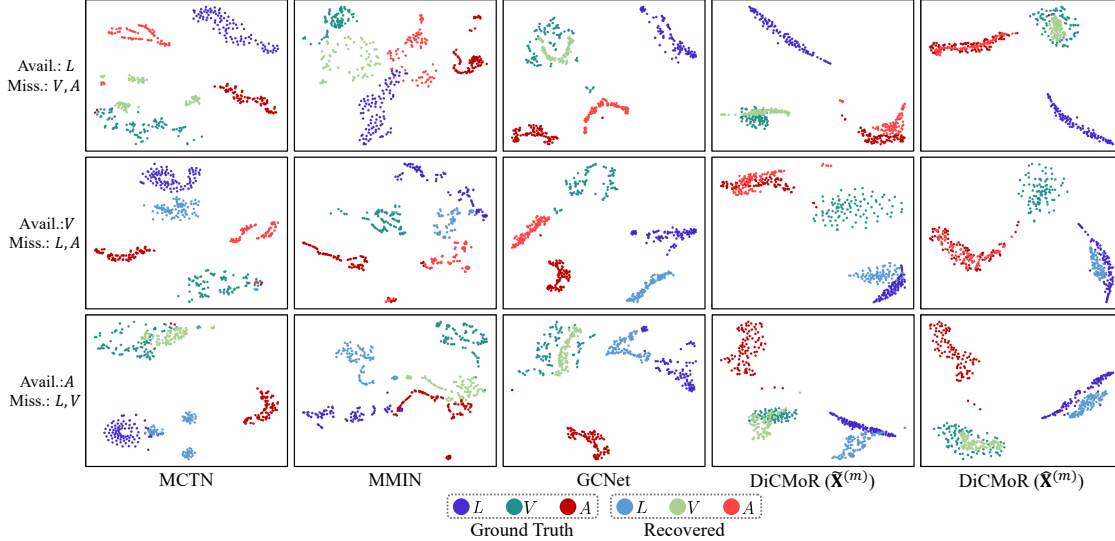 Avail.: L
Miss.: V, A
Avail.:V
Miss.: L, A
Avail.:A
Miss.: L, V
MCTN
MMIN
GCNet
DiCMoR (X̃^(m))
DiCMoR (X̂^(m))
L V A L V A
Ground Truth Recovered